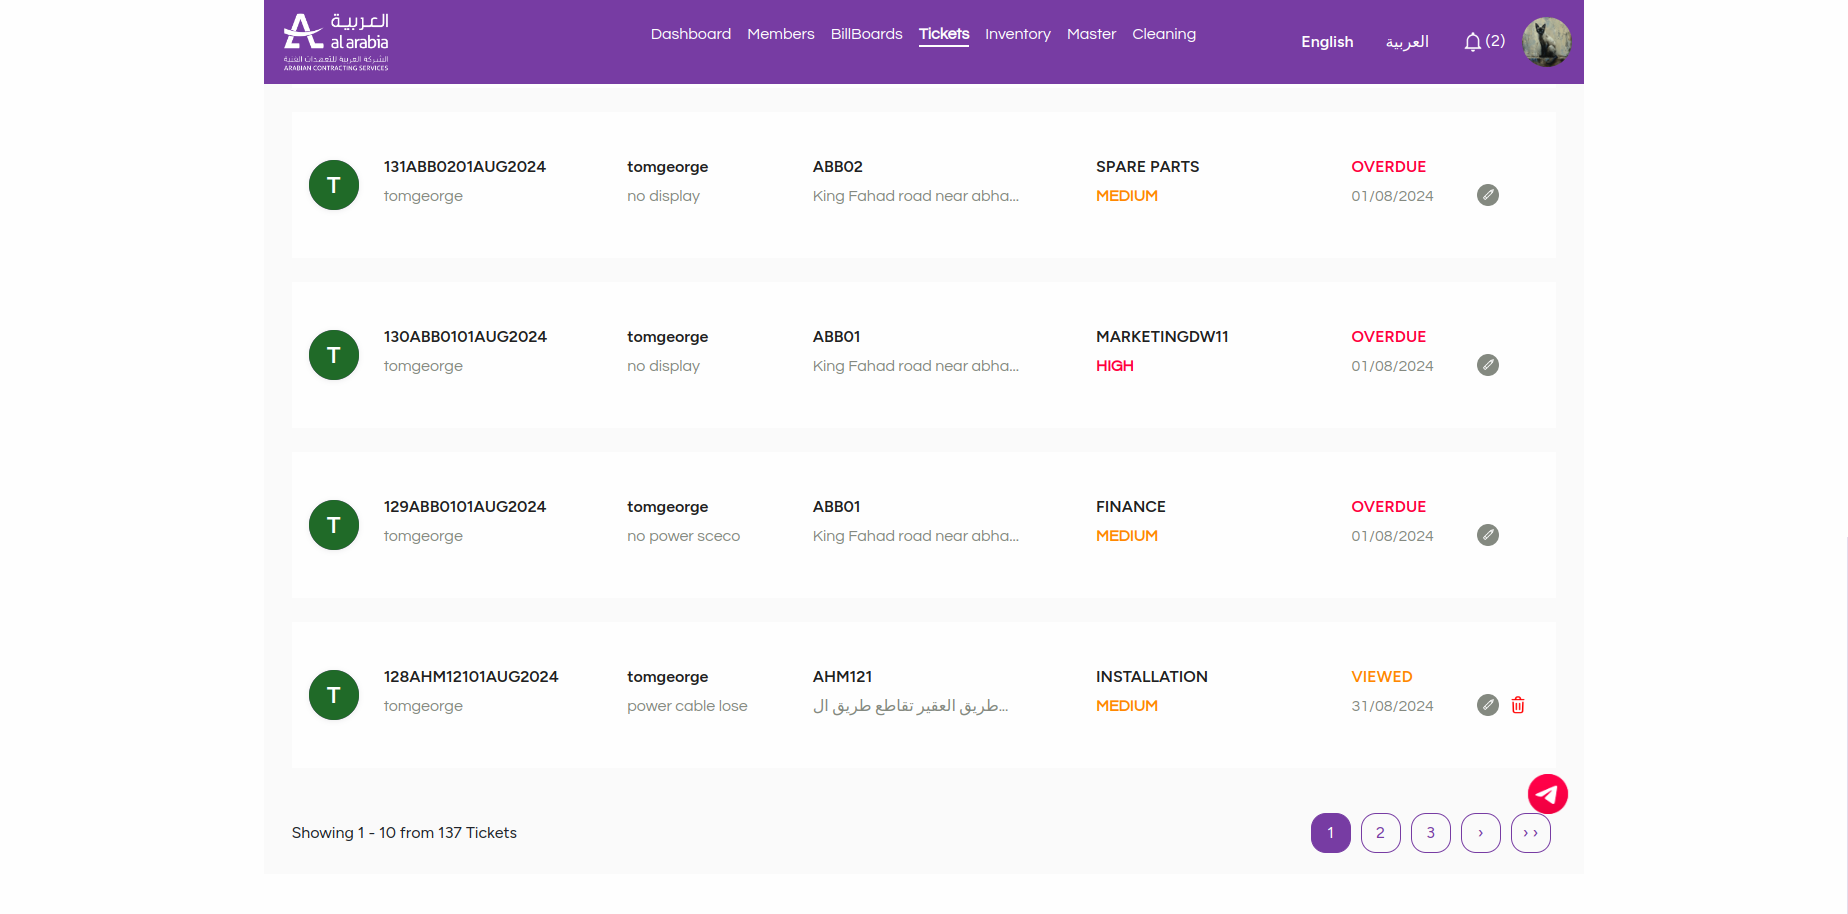 العربية
al arabia
الشركة العربية للتعهدات الفنية
ARABIAN CONTRACTING SERVICES
Dashboard Members BillBoards Tickets Inventory Master Cleaning
English العربية (2)
T
131ABB0201AUG2024 tomgeorge ABB02 SPARE PARTS OVERDUE
tomgeorge no display King Fahad road near abha... MEDIUM 01/08/2024
T
130ABB0101AUG2024 tomgeorge ABB01 MARKETINGDW11 OVERDUE
tomgeorge no display King Fahad road near abha... HIGH 01/08/2024
T
129ABB0101AUG2024 tomgeorge ABB01 FINANCE OVERDUE
tomgeorge no power sceco King Fahad road near abha... MEDIUM 01/08/2024
T
128AHM12101AUG2024 tomgeorge AHM121 INSTALLATION VIEWED
tomgeorge power cable lose طريق العقير تقاطع طريق ال... MEDIUM 31/08/2024
Showing 1 - 10 from 137 Tickets 1 2 3 › ››